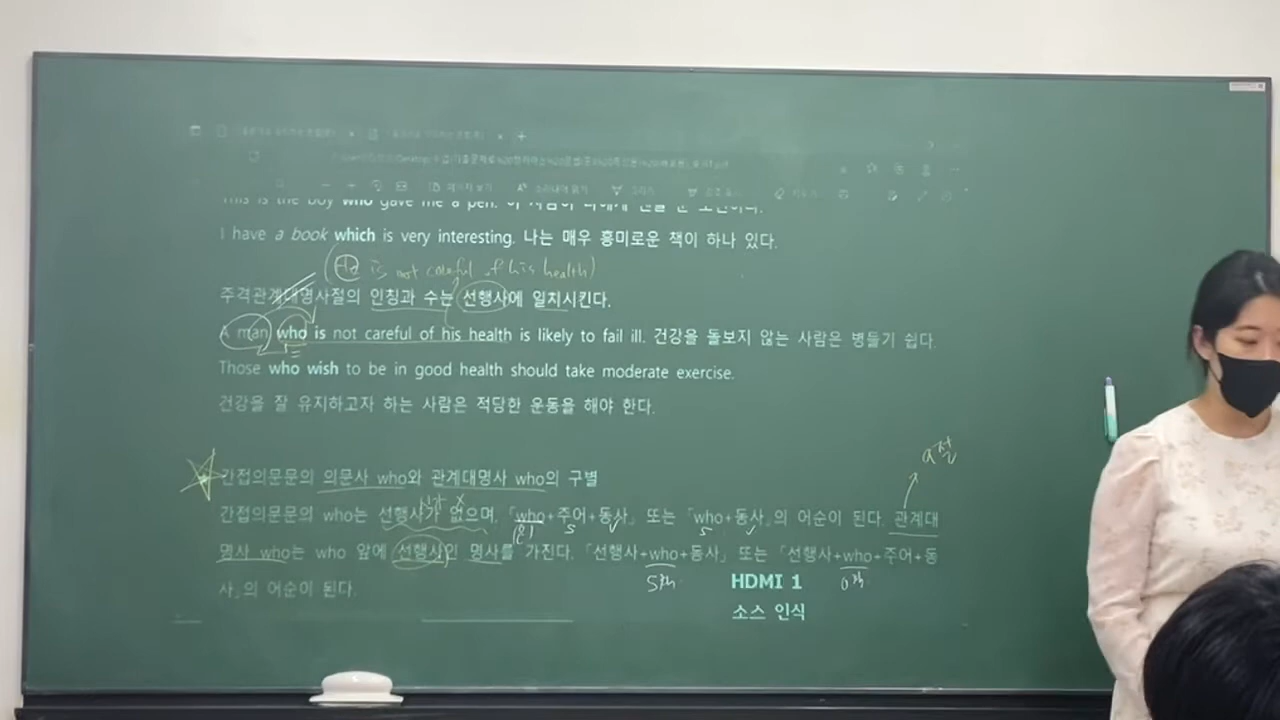 This is the boy who gave me a pen.
I have a book which is very interesting. 나는 매우 흥미로운 책이 하나 있다.
(He is not careful of his health)
주격관계대명사절의 인칭과 수는 선행사에 일치시킨다.
A man who is not careful of his health is likely to fail ill. 건강을 돌보지 않는 사람은 병들기 쉽다.
Those who wish to be in good health should take moderate exercise.
건강을 잘 유지하고자 하는 사람은 적당한 운동을 해야 한다.
간접의문문의 의문사 who와 관계대명사 who의 구별
간접의문문의 who는 선행사가 없으며, 「who+주어+동사」 또는 「who+동사」의 어순이 된다. 관계대
S V S V
명사 who는 who 앞에 선행사인 명사를 가진다. 「선행사+who+동사」 또는 「선행사+who+주어+동
HDMI 1
사」의 어순이 된다.
소스 인식